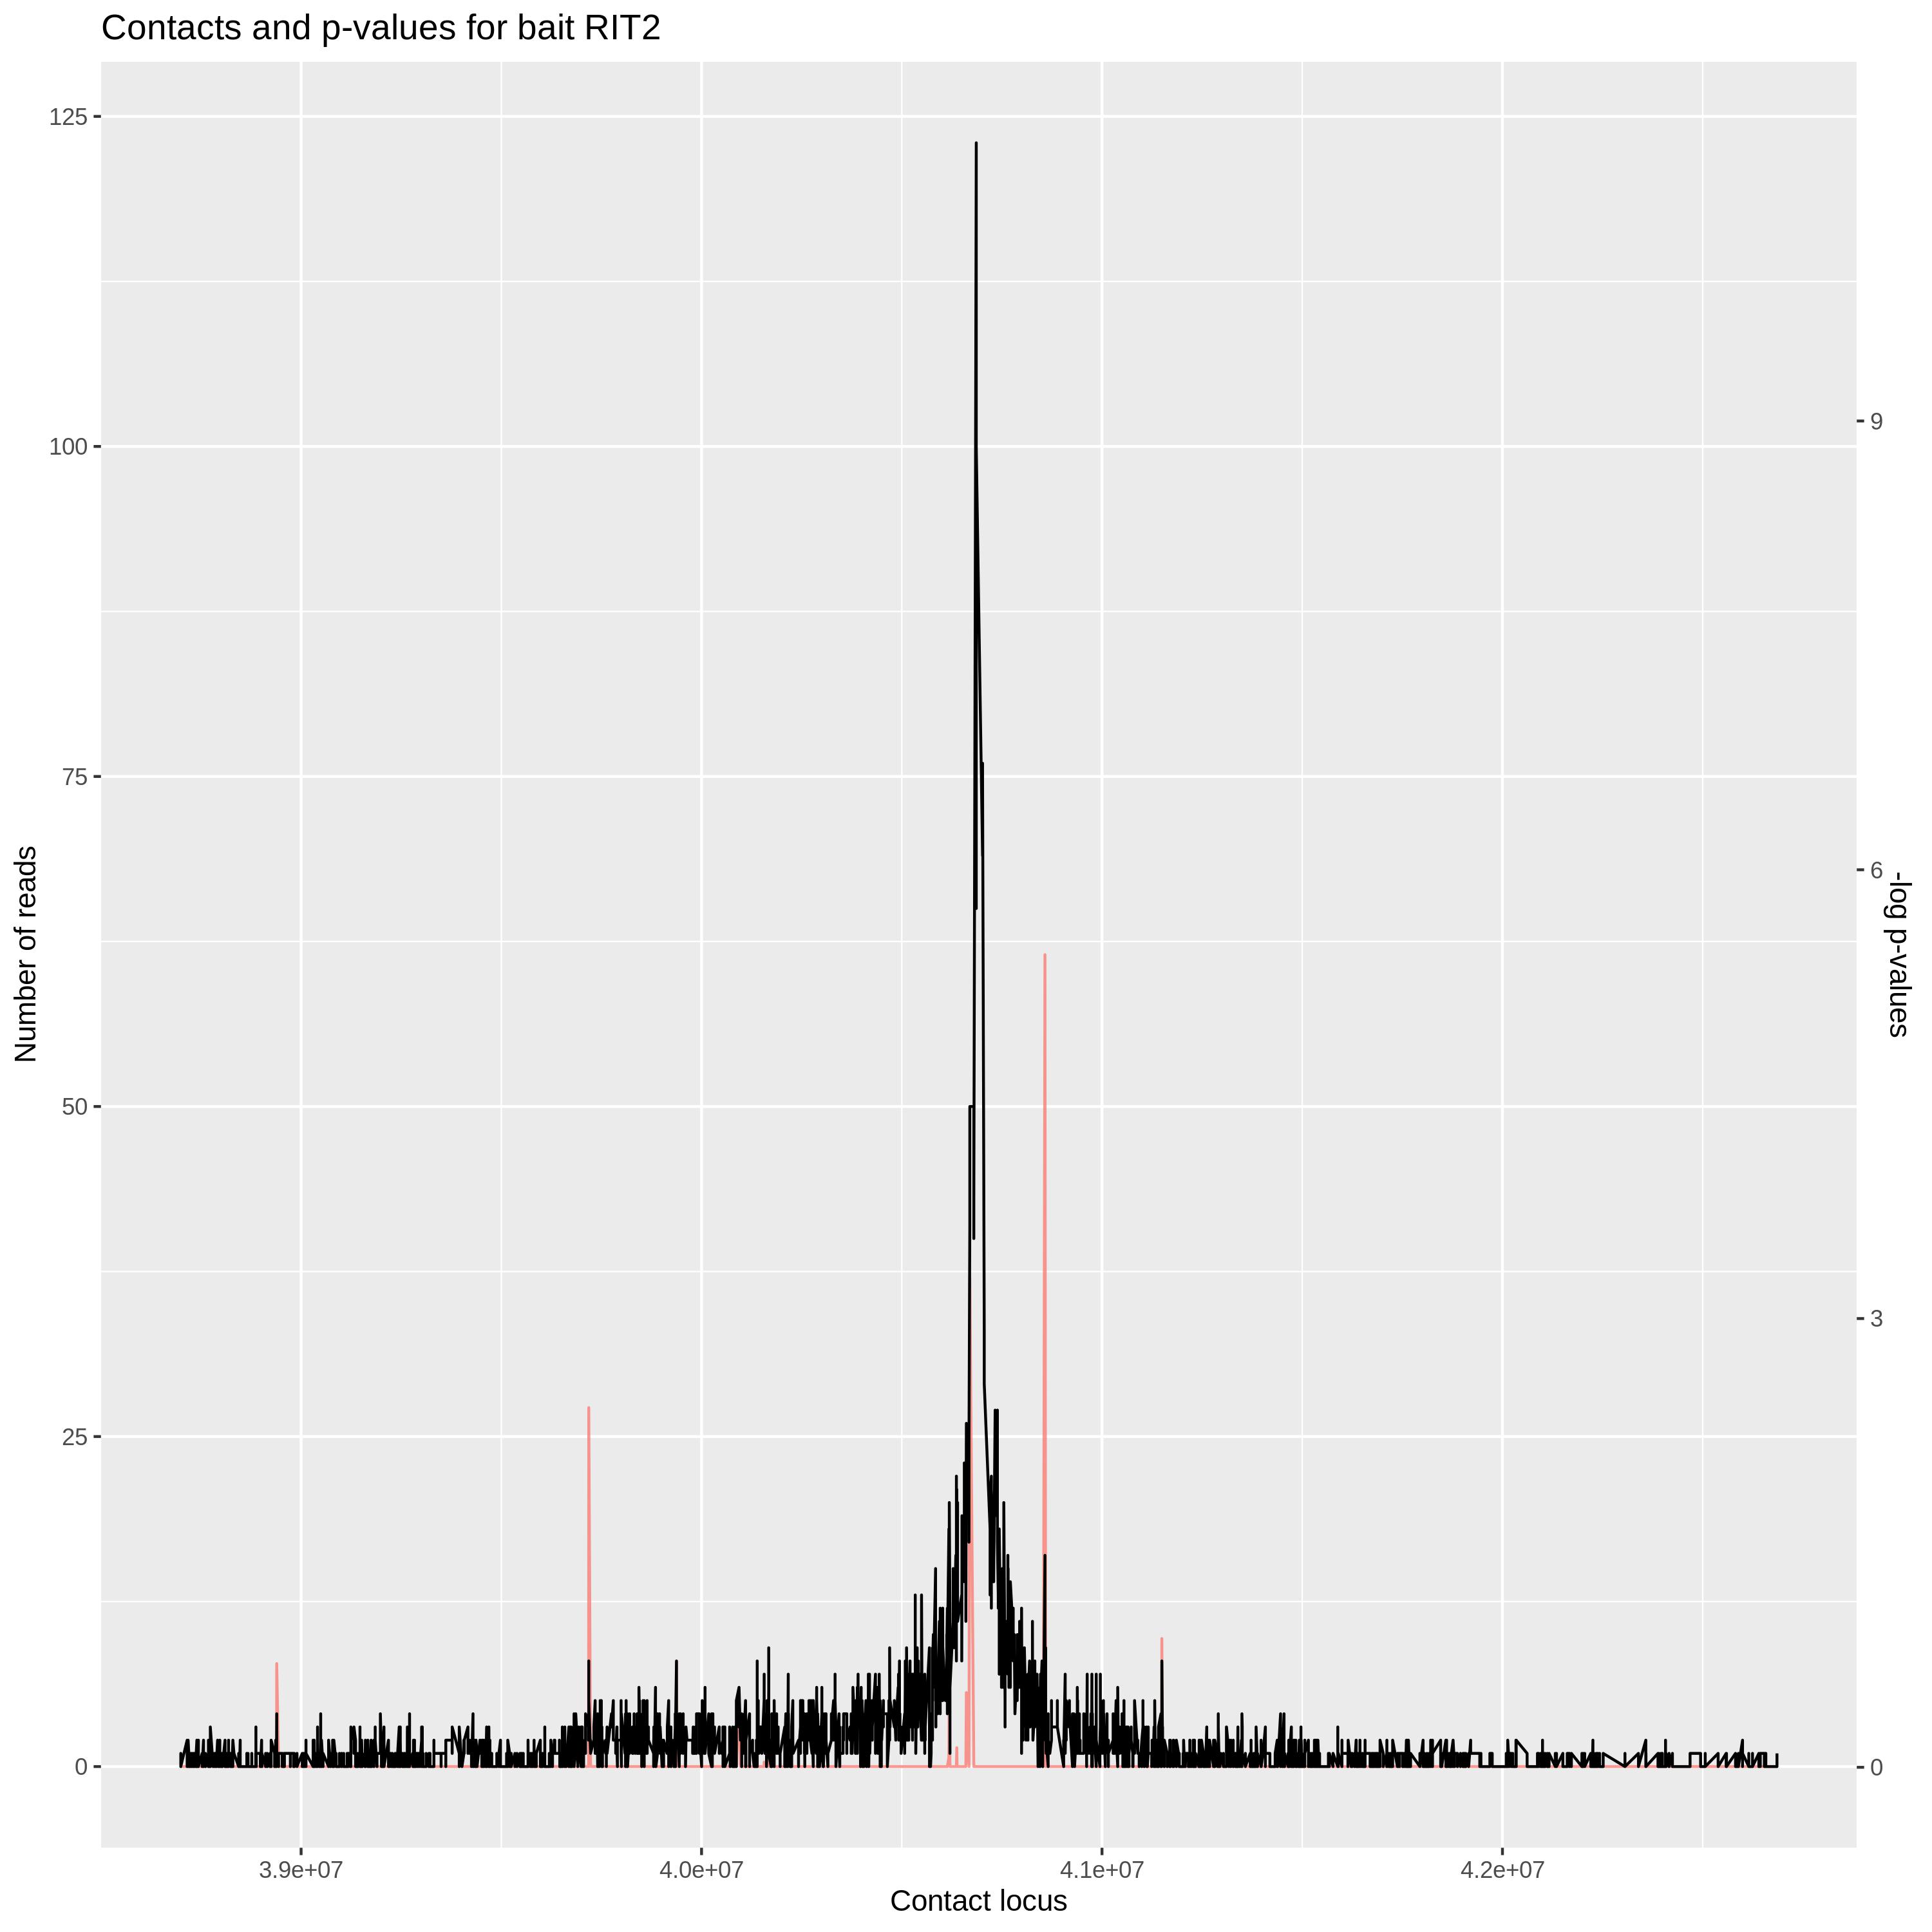 Contacts and p-values for bait RIT2
125
100
75
50
25
0
Number of reads
9
6
3
0
-log p-values
3.9e+07 4.0e+07 4.1e+07 4.2e+07
Contact locus